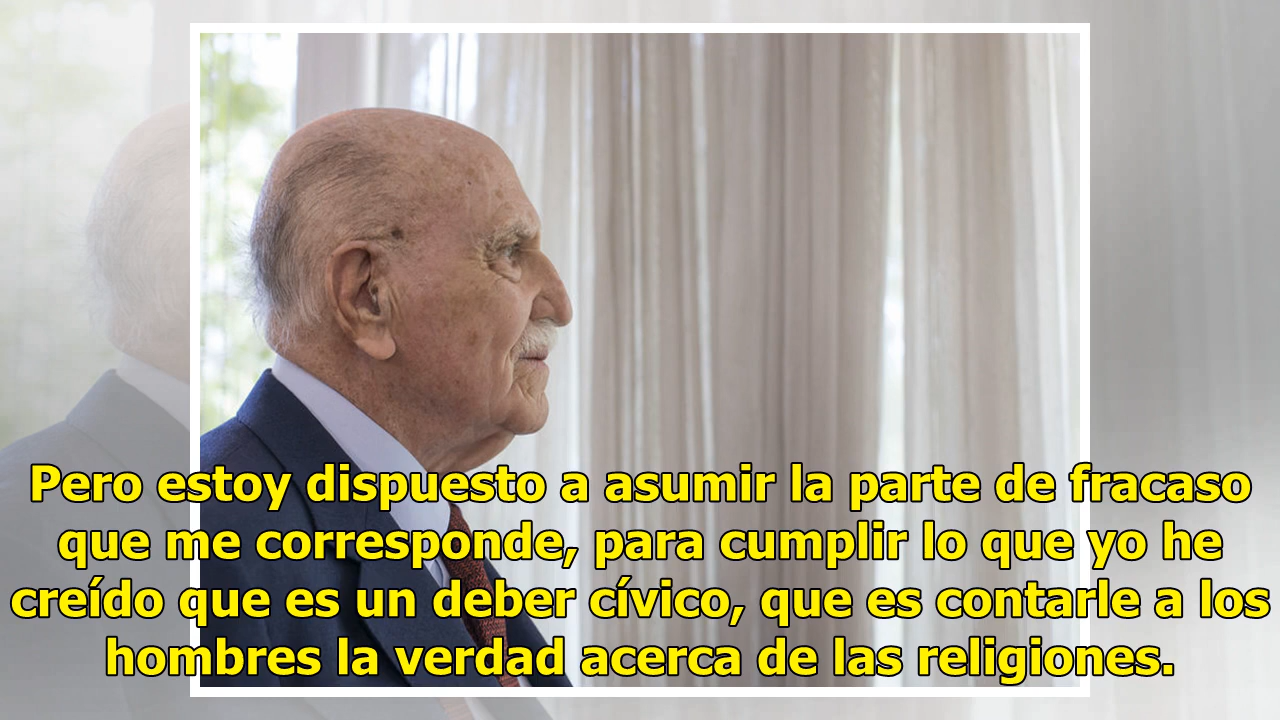 Pero estoy dispuesto a asumir la parte de fracaso
que me corresponde, para cumplir lo que yo he
creído que es un deber cívico, que es contarle a los
hombres la verdad acerca de las religiones.